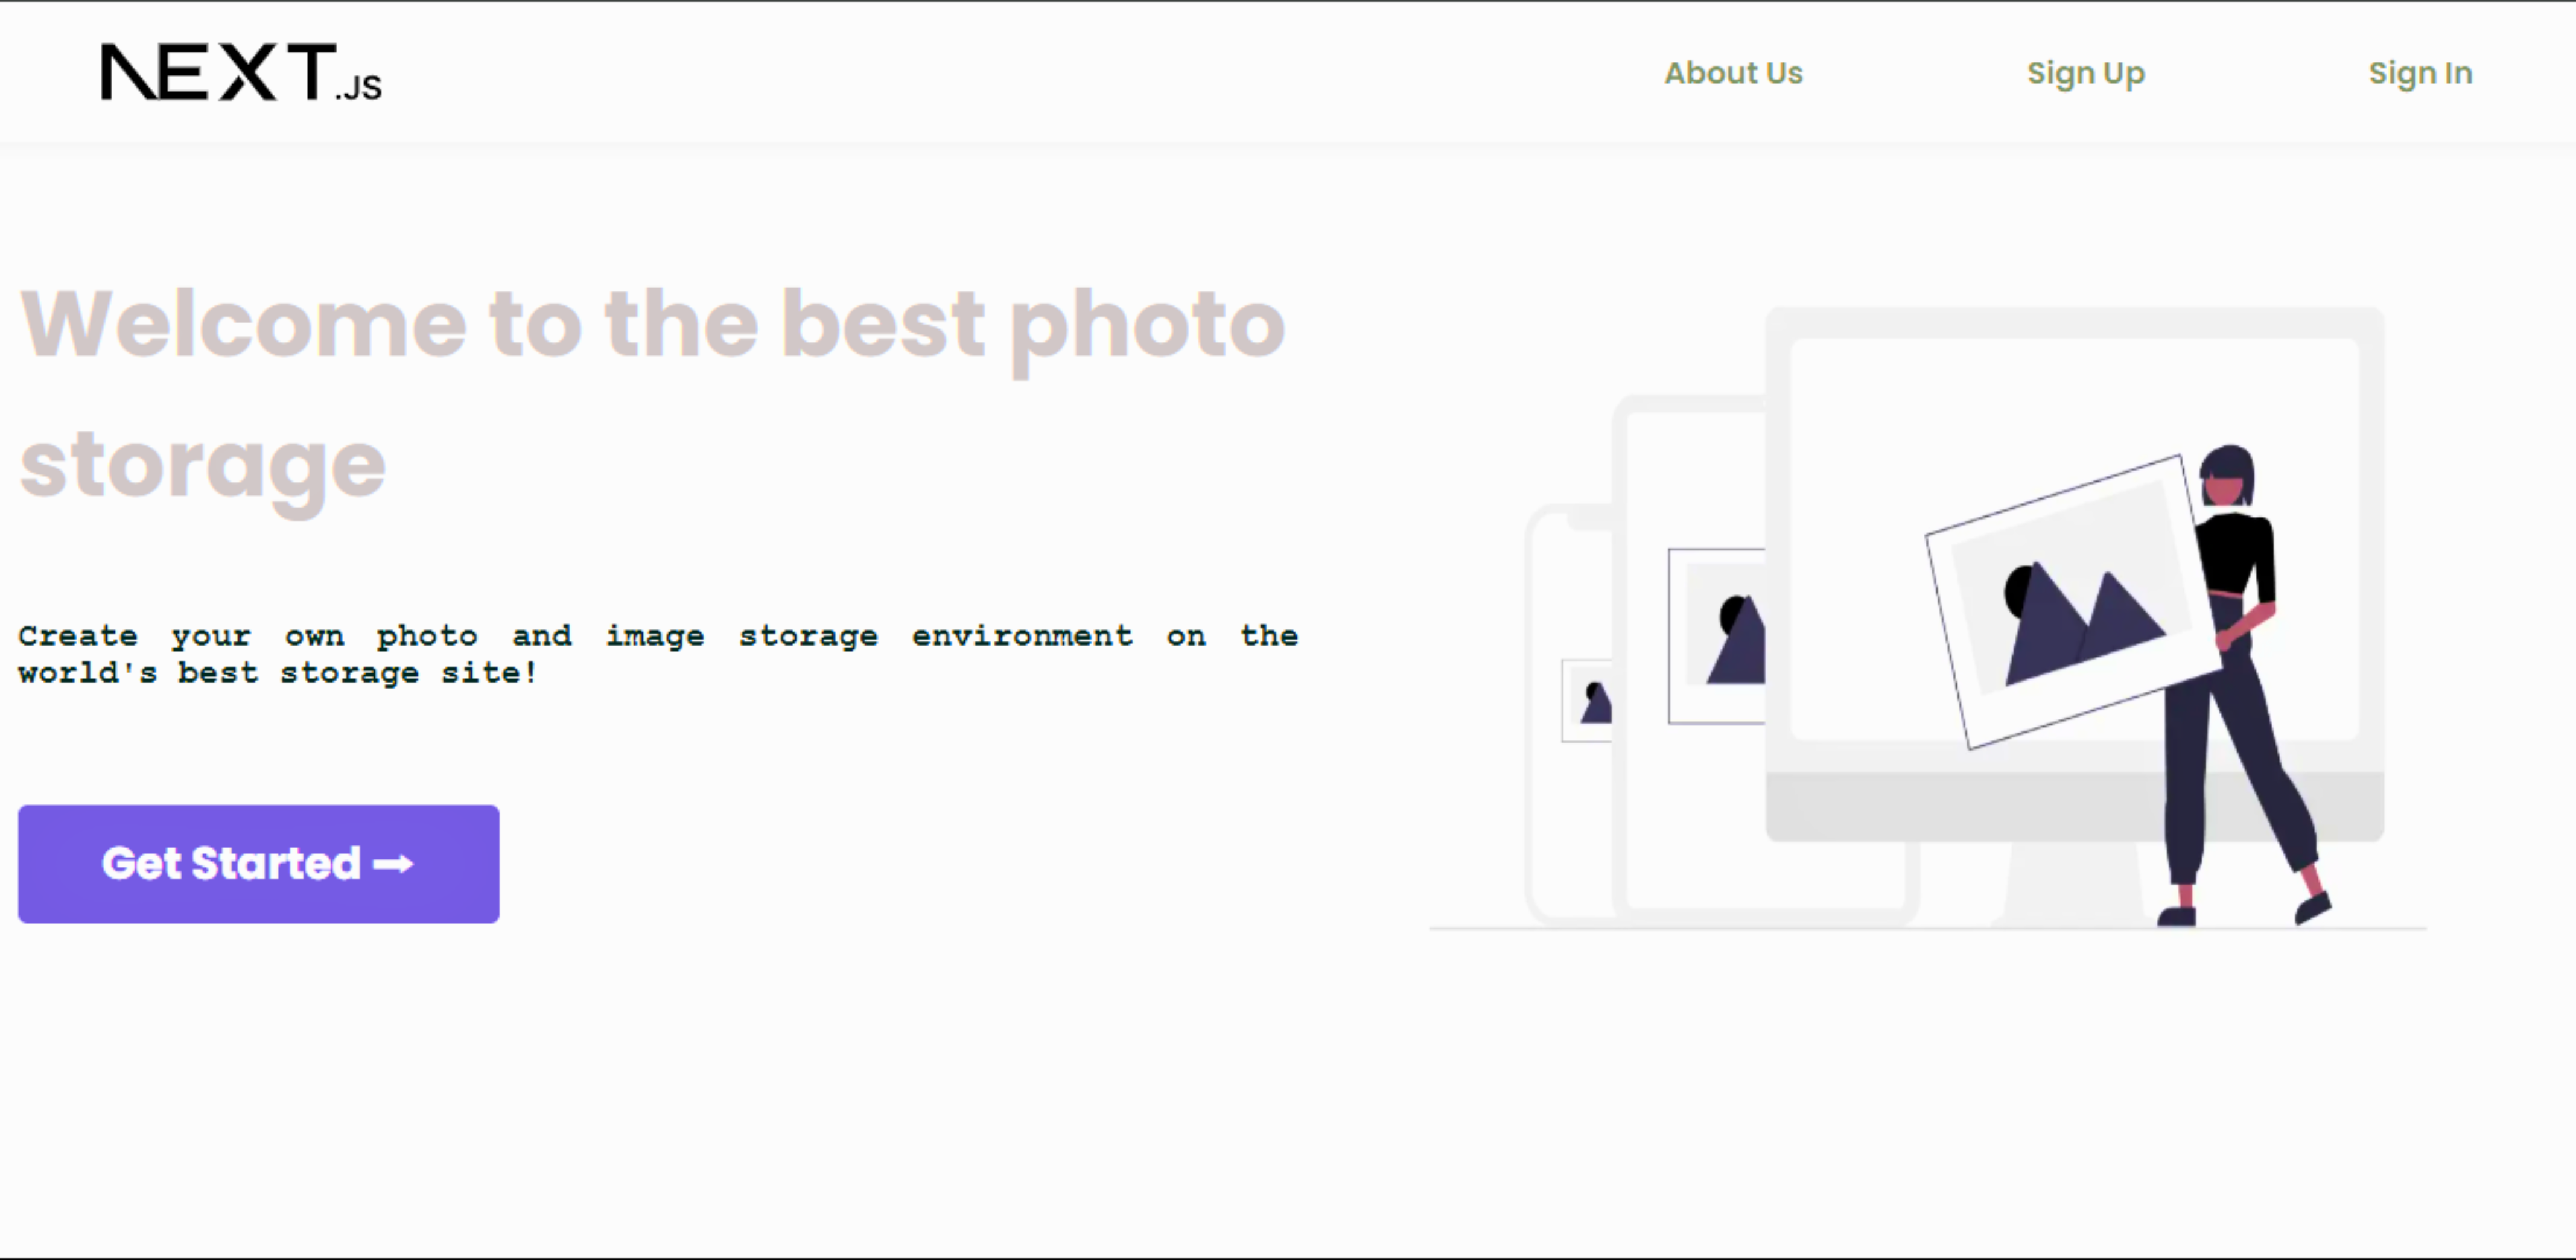 NEXT.JS
About Us
Sign Up
Sign In
Welcome to the best photo
storage
Create your own photo and image storage environment on the
world's best storage site!
Get Started →